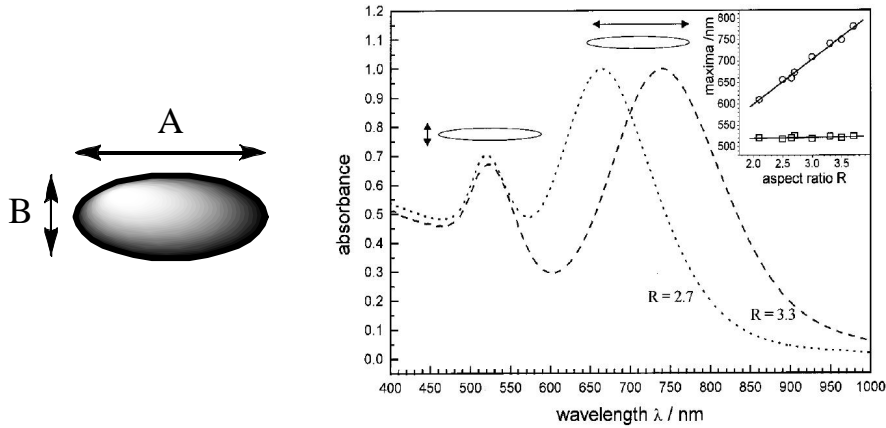 A
B
1.2
1.1
1.0
0.9
0.8
0.7
0.6
0.5
0.4
0.3
0.2
0.1
0.0
absorbance
400 450 500 550 600 650 700 750 800 850 900 950 1000
wavelength λ / nm
R = 2.7
R = 3.3
800
750
700
650
600
550
500
maxima /nm
2.0 2.5 3.0 3.5
aspect ratio R